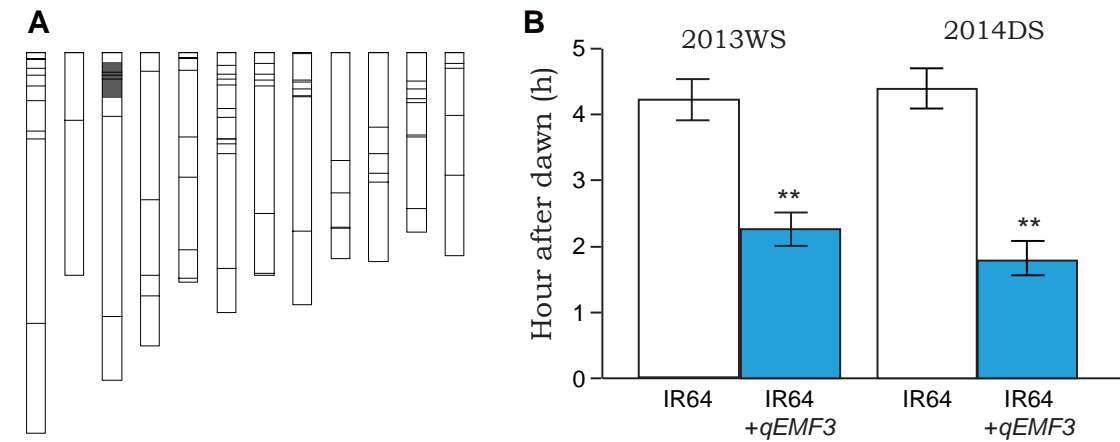 A
B
2013WS
2014DS
Hour after dawn (h)
5
4
3
2
1
0
**
**
IR64
IR64
+qEMF3
IR64
IR64
+qEMF3